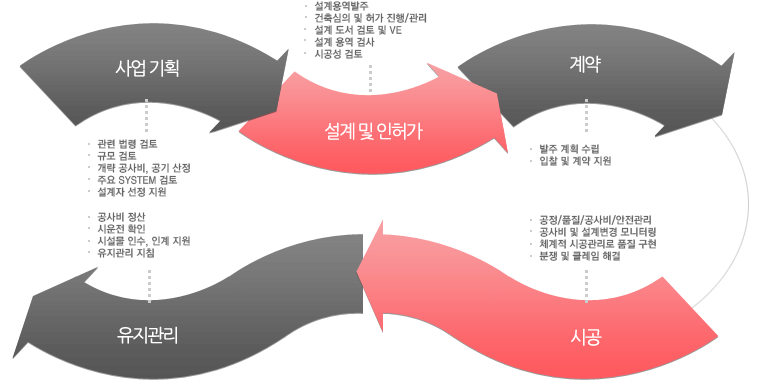 사업 기획
· 관련 법령 검토
· 규모 검토
· 개략 공사비, 공기 산정
· 주요 SYSTEM 검토
· 설계자 선정 지원
· 설계용역발주
· 건축심의 및 허가 진행/관리
· 설계 도서 검토 및 VE
· 설계 용역 검사
· 시공성 검토
설계 및 인허가
계약
· 발주 계획 수립
· 입찰 및 계약 지원
· 공정/품질/공사비/안전관리
· 공사비 및 설계변경 모니터링
· 체계적 시공관리로 품질 구현
· 분쟁 및 클레임 해결
시공
· 공사비 정산
· 시운전 확인
· 시설물 인수, 인계 지원
· 유지관리 지침
유지관리